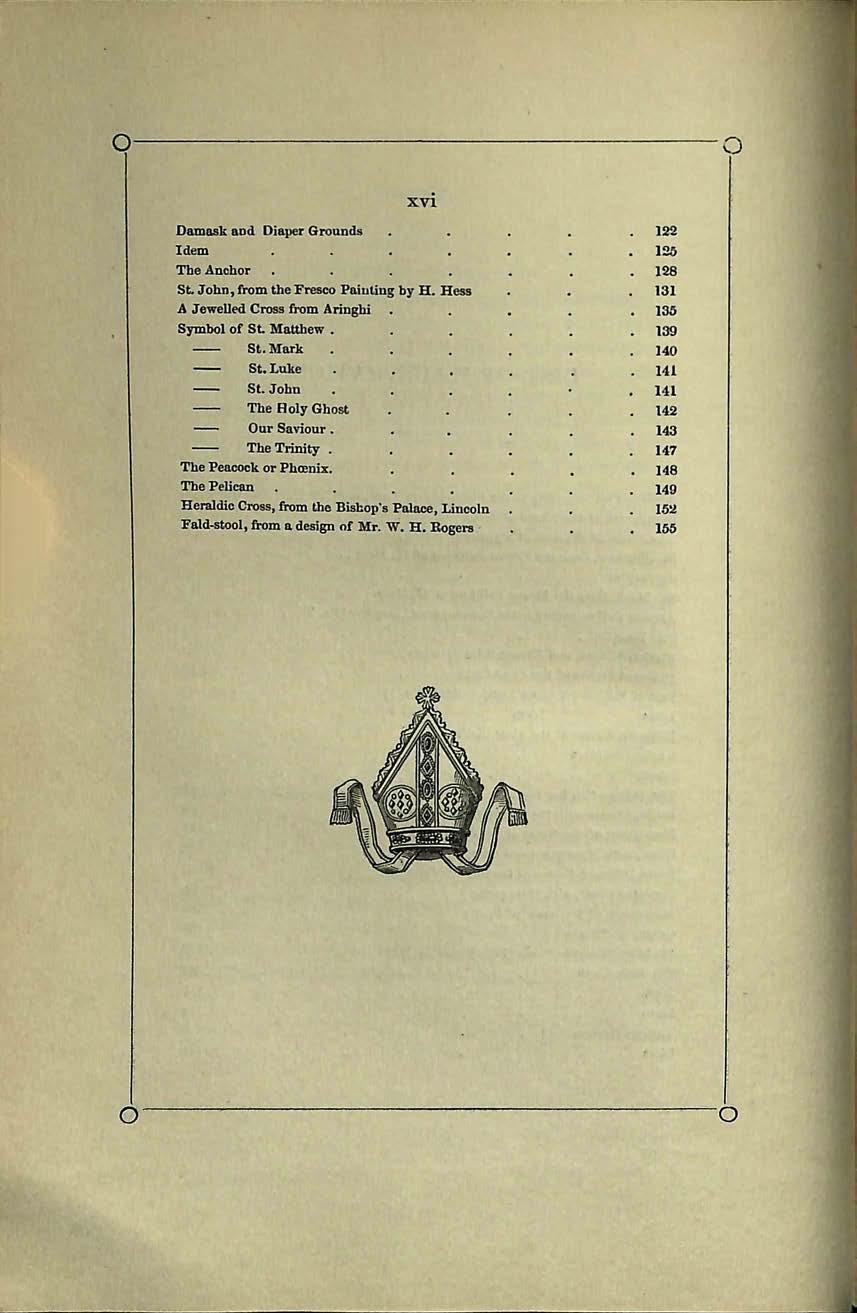 xvi
Damask and Diaper Grounds . . . . . 122
Idem . . . . . . . 125
The Anchor . . . . . . . 128
St. John, from the Fresco Painting by H. Hess . . . 131
A Jewelled Cross from Aringhi . . . . . 135
Symbol of St. Matthew . . . . . . 139
—— St. Mark . . . . . . 140
—— St. Luke . . . . . . 141
—— St. John . . . . . . 141
—— The Holy Ghost . . . . . 142
—— Our Saviour . . . . . . 143
—— The Trinity . . . . . . 147
The Peacock or Phœnix. . . . . . 148
The Pelican . . . . . . . 149
Heraldic Cross, from the Bishop's Palace, Lincoln . . . 152
Fald-stool, from a design of Mr. W. H. Rogers . . . 155